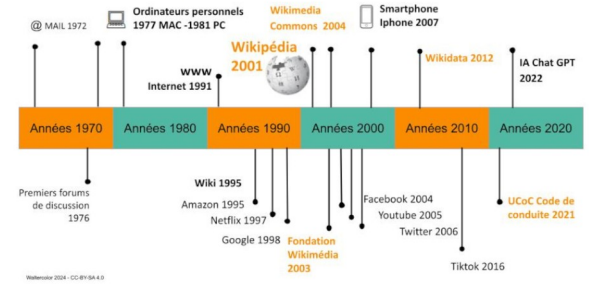 @ MAIL 1972
Ordinateurs personnels
1977 MAC -1981 PC
WWW
Internet 1991
Wikipédia
2001
Wikimedia
Commons 2004
Smartphone
Iphone 2007
Wikidata 2012
IA Chat GPT
2022
Années 1970
Années 1980
Années 1990
Années 2000
Années 2010
Années 2020
Premiers forums
de discussion
1976
Wiki 1995
Amazon 1995
Netflix 1997
Google 1998
Fondation
Wikimédia
2003
Facebook 2004
Youtube 2005
Twitter 2006
Tiktok 2016
UCoC Code de
conduite 2021
Waltercolor 2024 - CC-BY-SA 4.0